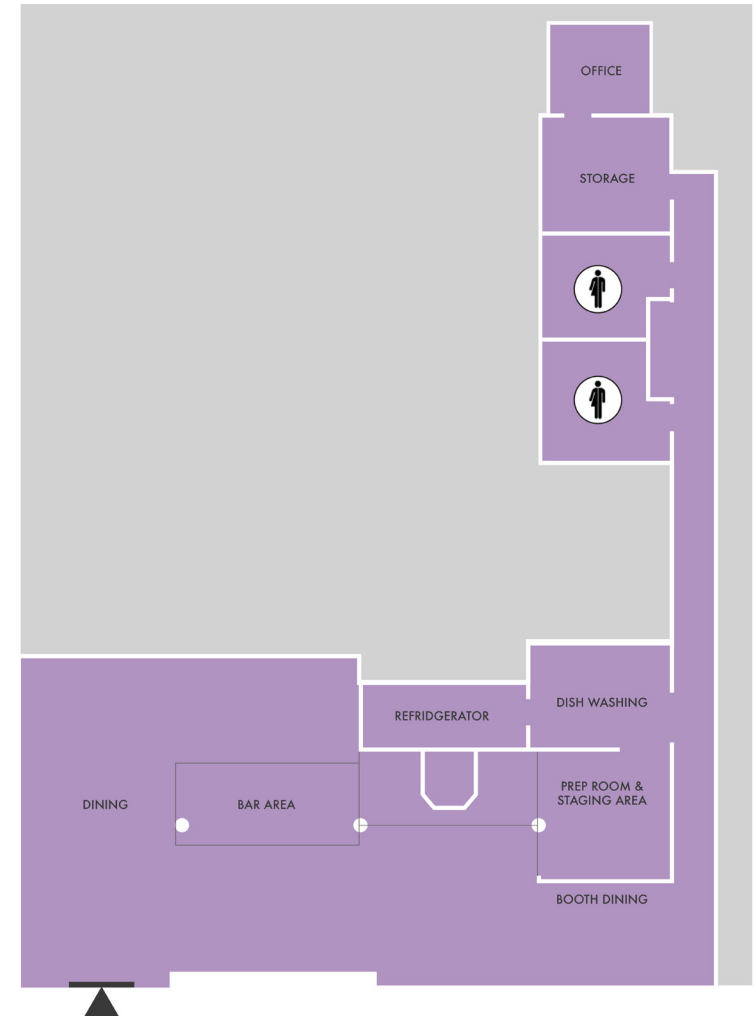 OFFICE
STORAGE
DISH WASHING
REFRIDGERATOR
PREP ROOM &
STAGING AREA
DINING
BAR AREA
BOOTH DINING